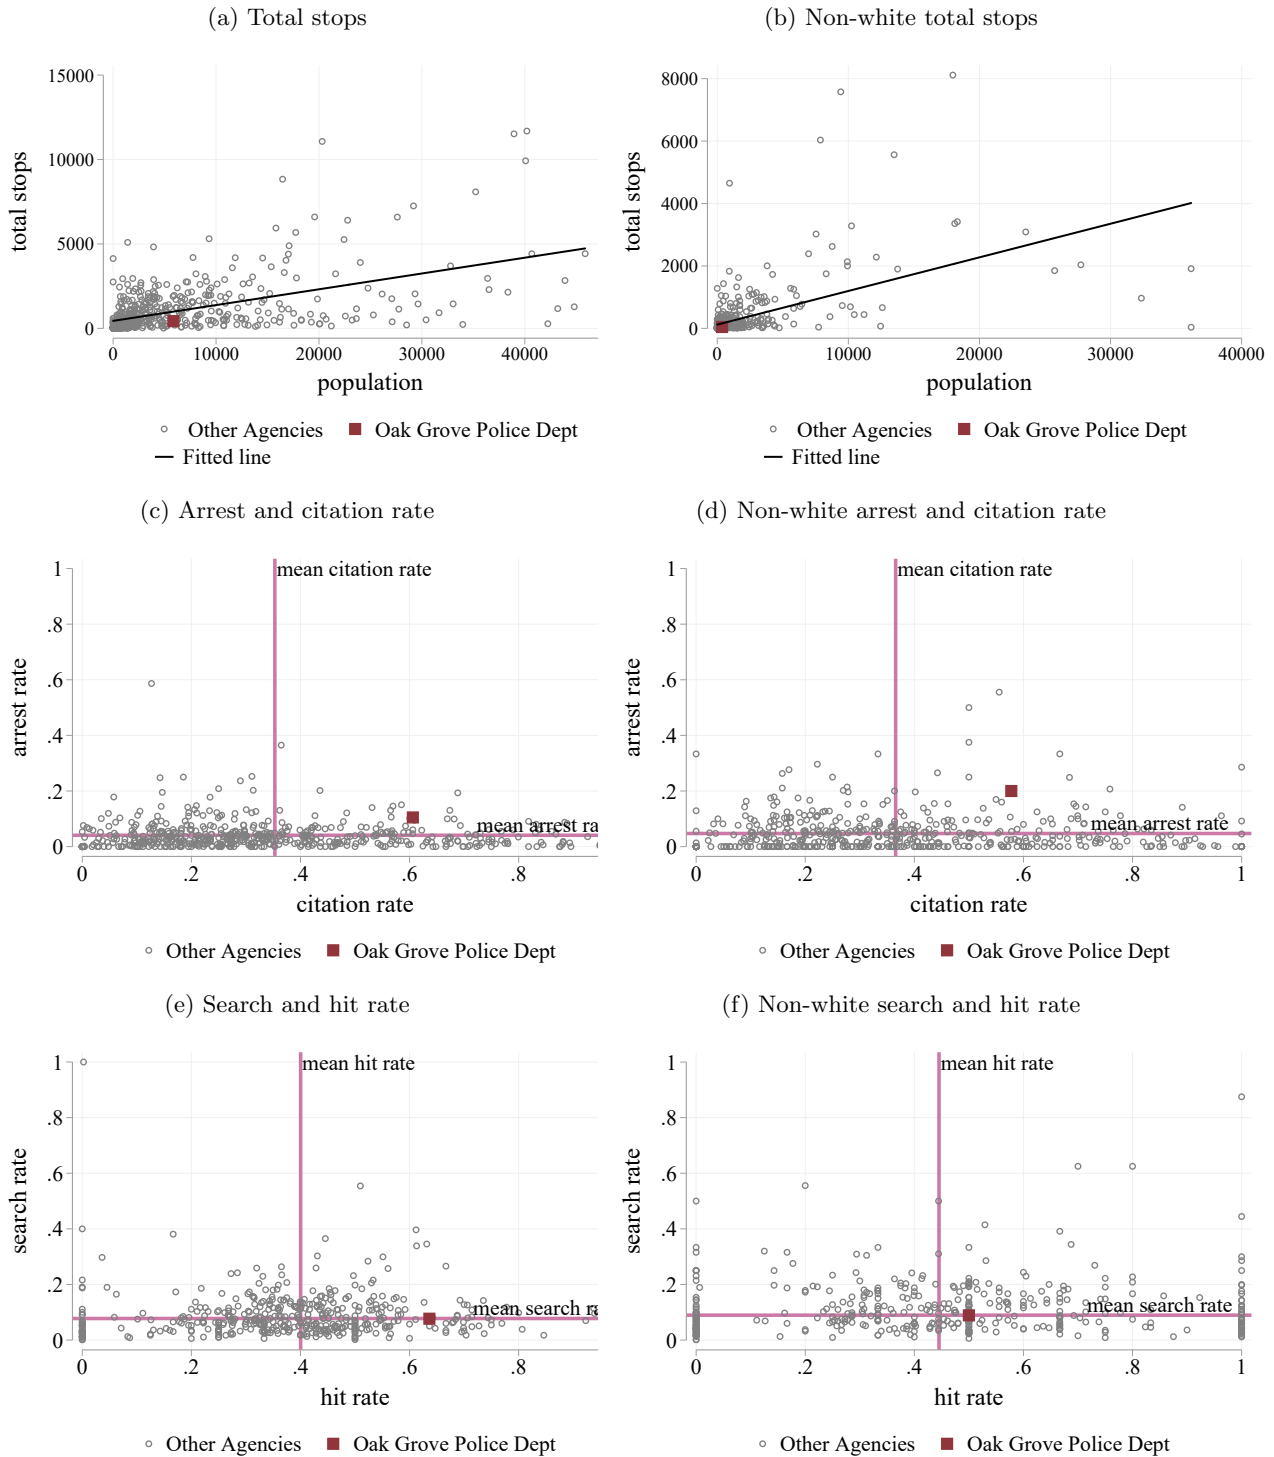 (a) Total stops
(b) Non-white total stops
15000
10000
5000
0
total stops
0 10000 20000 30000 40000
population
Other Agencies Oak Grove Police Dept
Fitted line
8000
6000
4000
2000
0
total stops
0 10000 20000 30000 40000
population
Other Agencies Oak Grove Police Dept
Fitted line
(c) Arrest and citation rate
(d) Non-white arrest and citation rate
mean citation rate
1
.8
.6
.4
.2
0
arrest rate
mean arrest ra
0 .2 .4 .6 .8
citation rate
Other Agencies Oak Grove Police Dept
mean citation rate
1
.8
.6
.4
.2
0
arrest rate
mean arrest rate
0 .2 .4 .6 .8 1
citation rate
Other Agencies Oak Grove Police Dept
(e) Search and hit rate
(f) Non-white search and hit rate
mean hit rate
1
.8
.6
.4
.2
0
search rate
mean search ra
0 .2 .4 .6 .8
hit rate
Other Agencies Oak Grove Police Dept
mean hit rate
1
.8
.6
.4
.2
0
search rate
mean search rate
0 .2 .4 .6 .8 1
hit rate
Other Agencies Oak Grove Police Dept